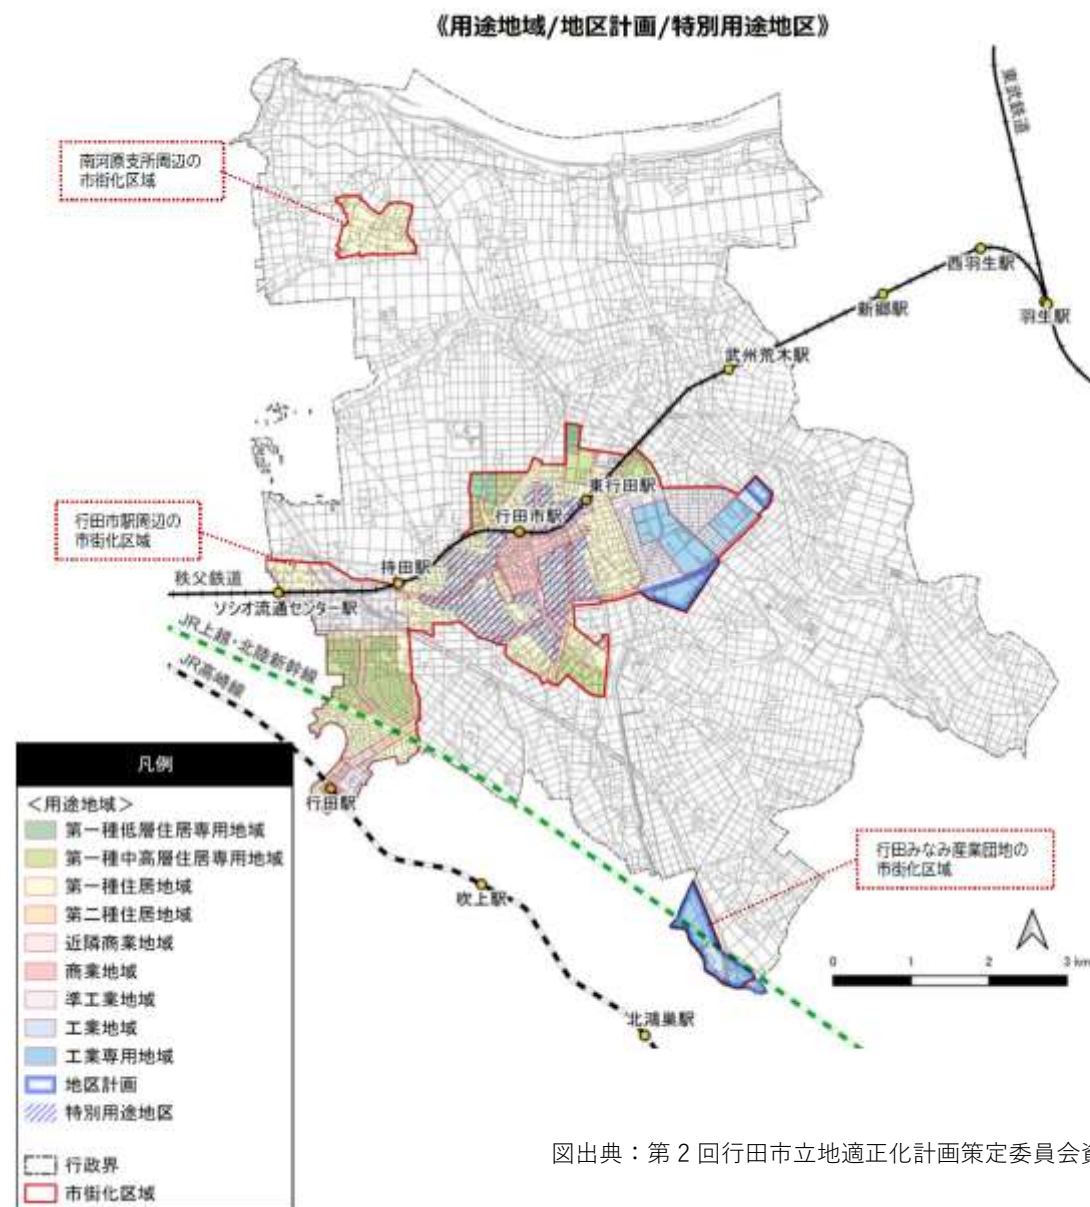 《用途地域/地区計画/特別用途地区》
東武鉄道
南河原支所周辺の
市街化区域
西羽生駅
新郷駅
羽生駅
武州荒木駅
東行田駅
行田市駅
行田市駅周辺の
市街化区域
持田駅
秩父鉄道
ソシオ流通センター駅
JR上越・北陸新幹線
JR高崎線
行田駅
吹上駅
行田みなみ産業団地の
市街化区域
北鴻巣駅
0 1 2 3 km
凡例
＜用途地域＞
第一種低層住居専用地域
第一種中高層住居専用地域
第一種住居地域
第二種住居地域
近隣商業地域
商業地域
準工業地域
工業地域
工業専用地域
地区計画
特別用途地区
行政界
市街化区域
図出典：第2回行田市立地適正化計画策定委員会資